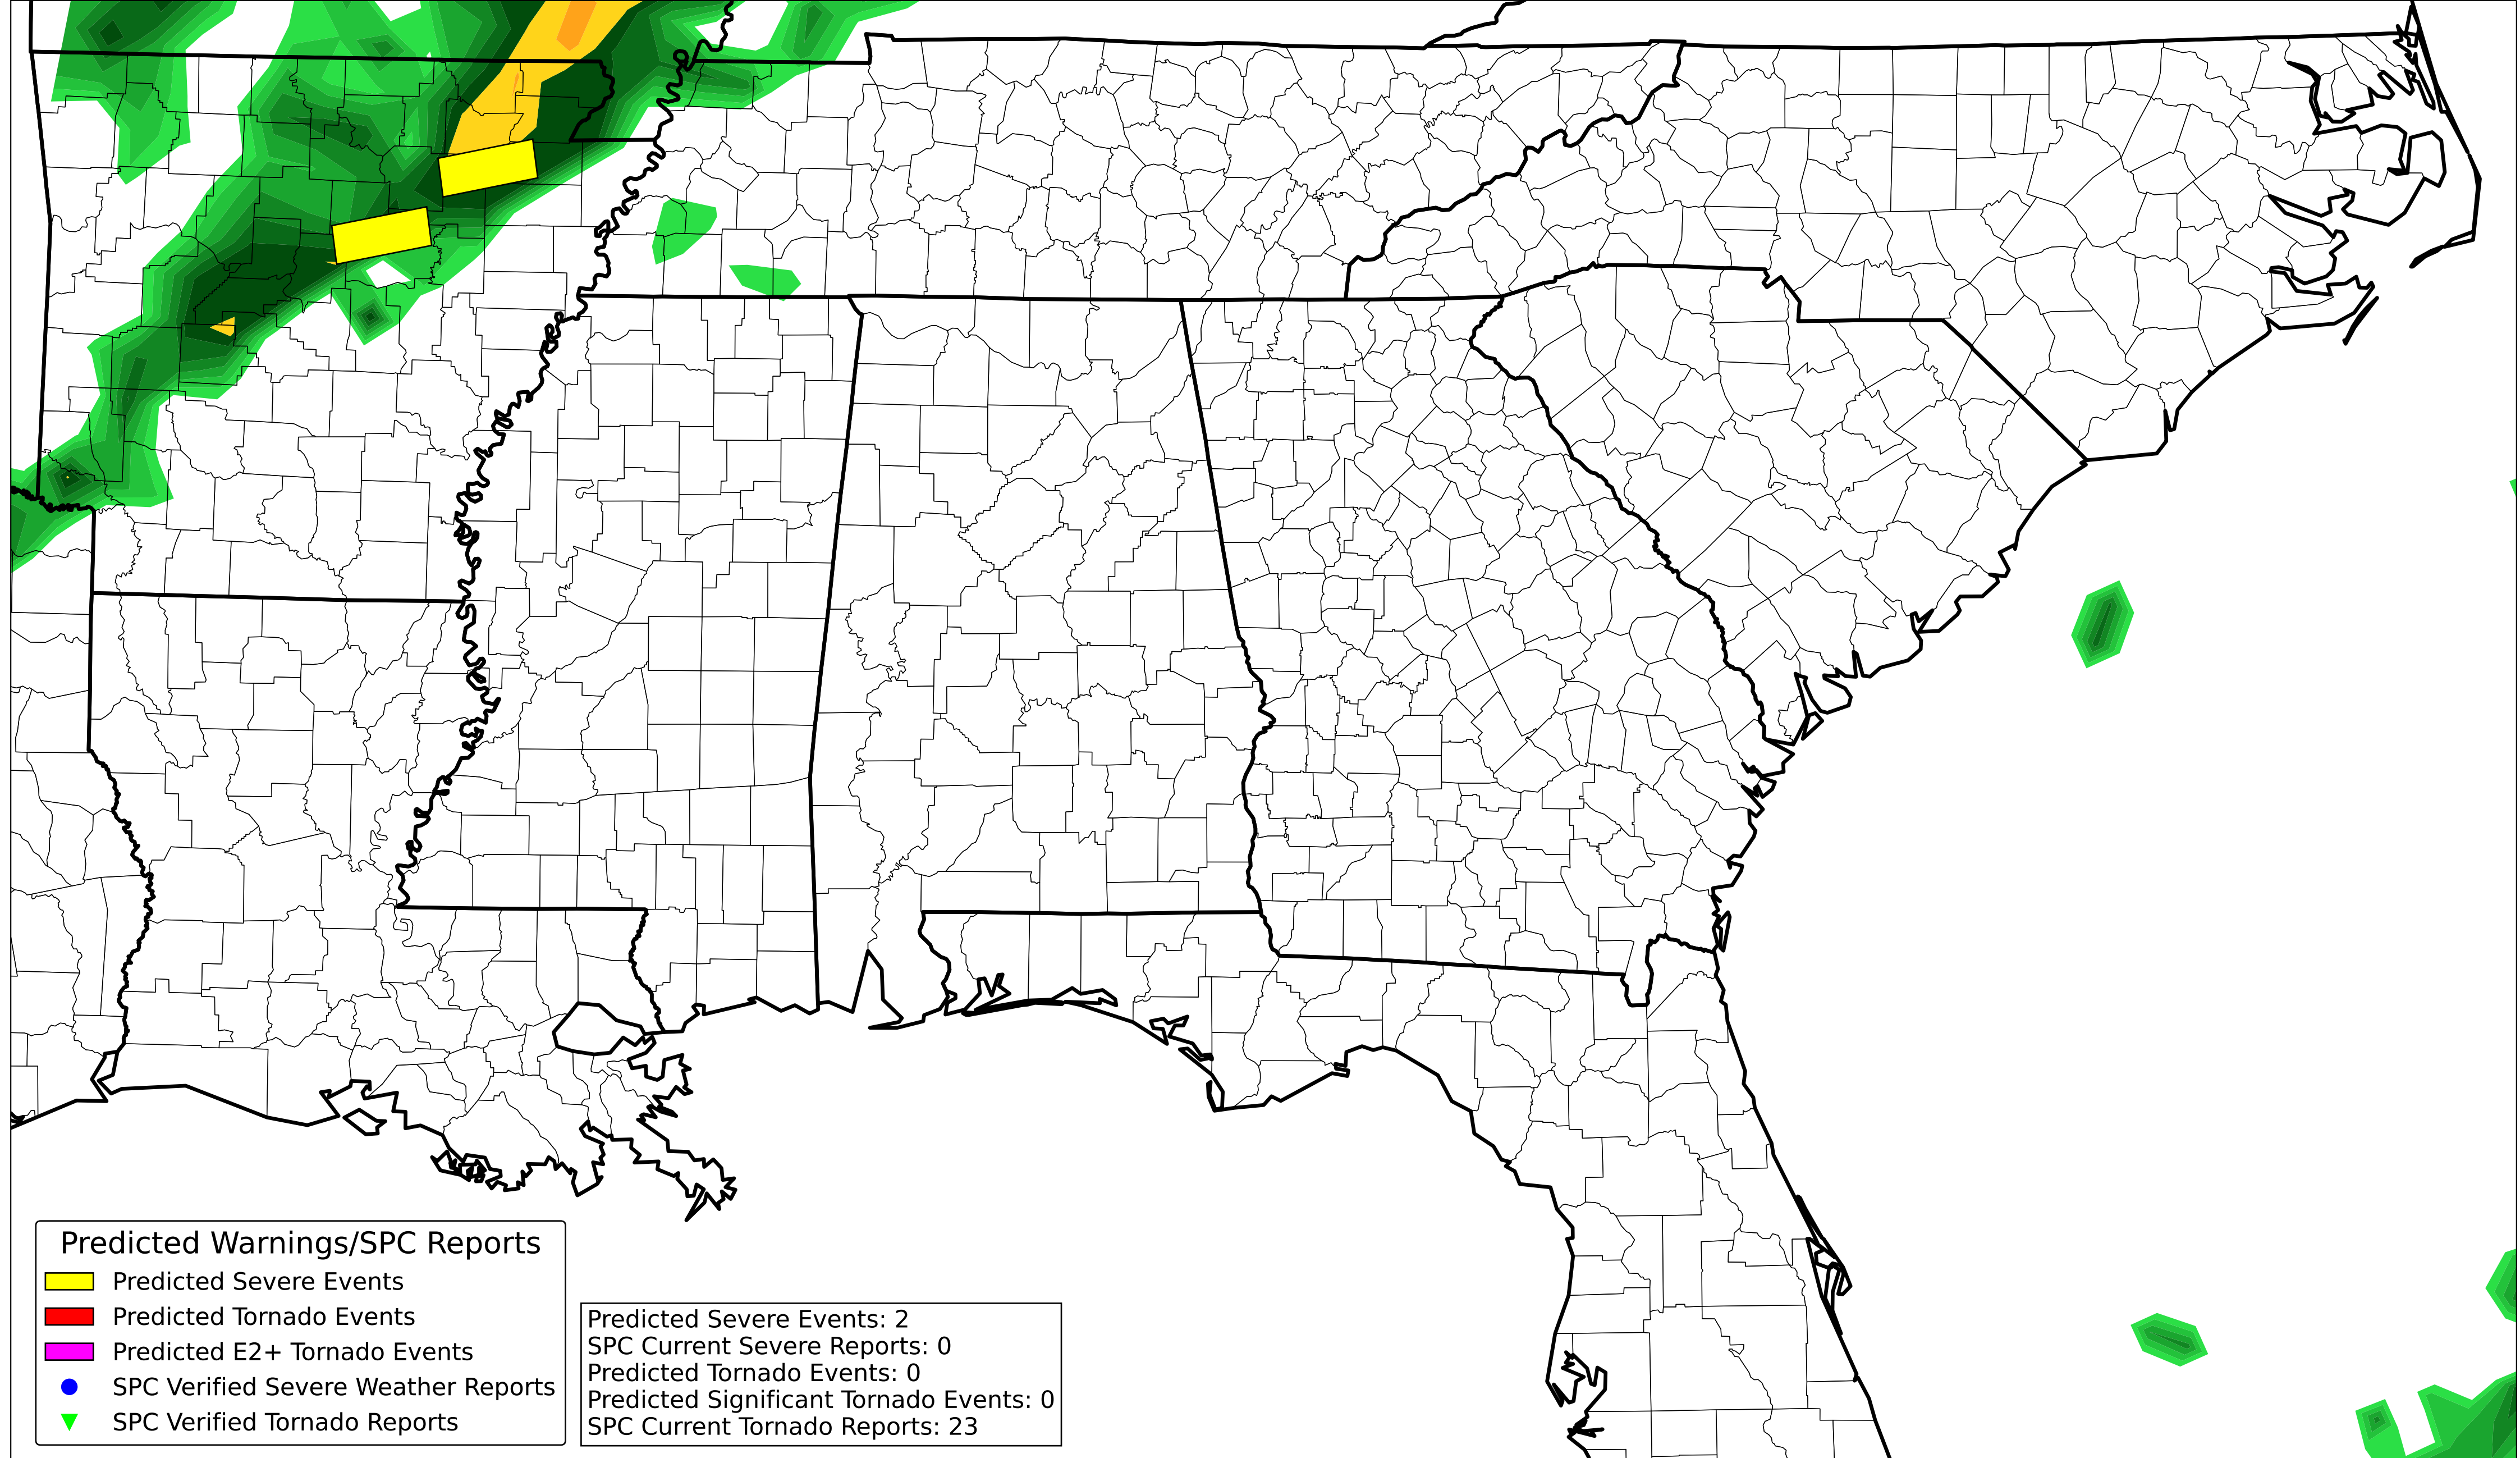 Predicted Warnings/SPC Reports
Predicted Severe Events
Predicted Tornado Events
Predicted E2+ Tornado Events
SPC Verified Severe Weather Reports
SPC Verified Tornado Reports
Predicted Severe Events: 2
SPC Current Severe Reports: 0
Predicted Tornado Events: 0
Predicted Significant Tornado Events: 0
SPC Current Tornado Reports: 23